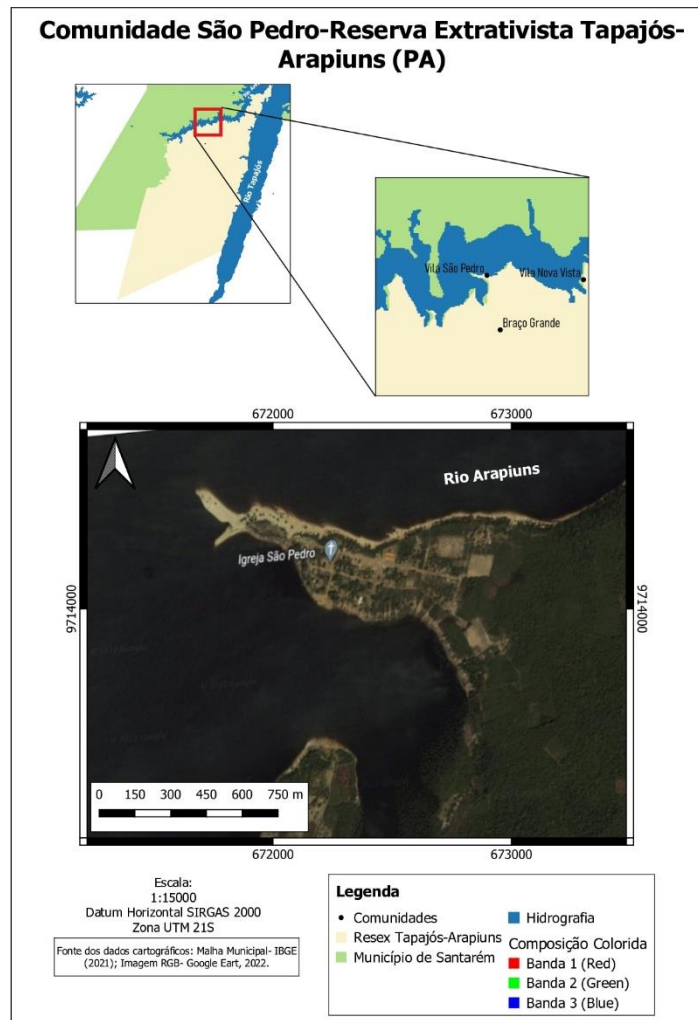 Comunidade São Pedro-Reserva Extrativista Tapajós-
Arapiuns (PA)
Rio Tapajós
Vila São Pedro
Vila Nova Vista
Braço Grande
672000
673000
Rio Arapiuns
Igreja São Pedro
9714000
9714000
0 150 300 450 600 750 m
672000
673000
Escala:
1:15000
Datum Horizontal SIRGAS 2000
Zona UTM 21S
Fonte dos dados cartográficos: Malha Municipal- IBGE
(2021); Imagem RGB- Google Eart, 2022.
Legenda
Comunidades
Resex Tapajós-Arapiuns
Município de Santarém
Hidrografia
Composição Colorida
Banda 1 (Red)
Banda 2 (Green)
Banda 3 (Blue)